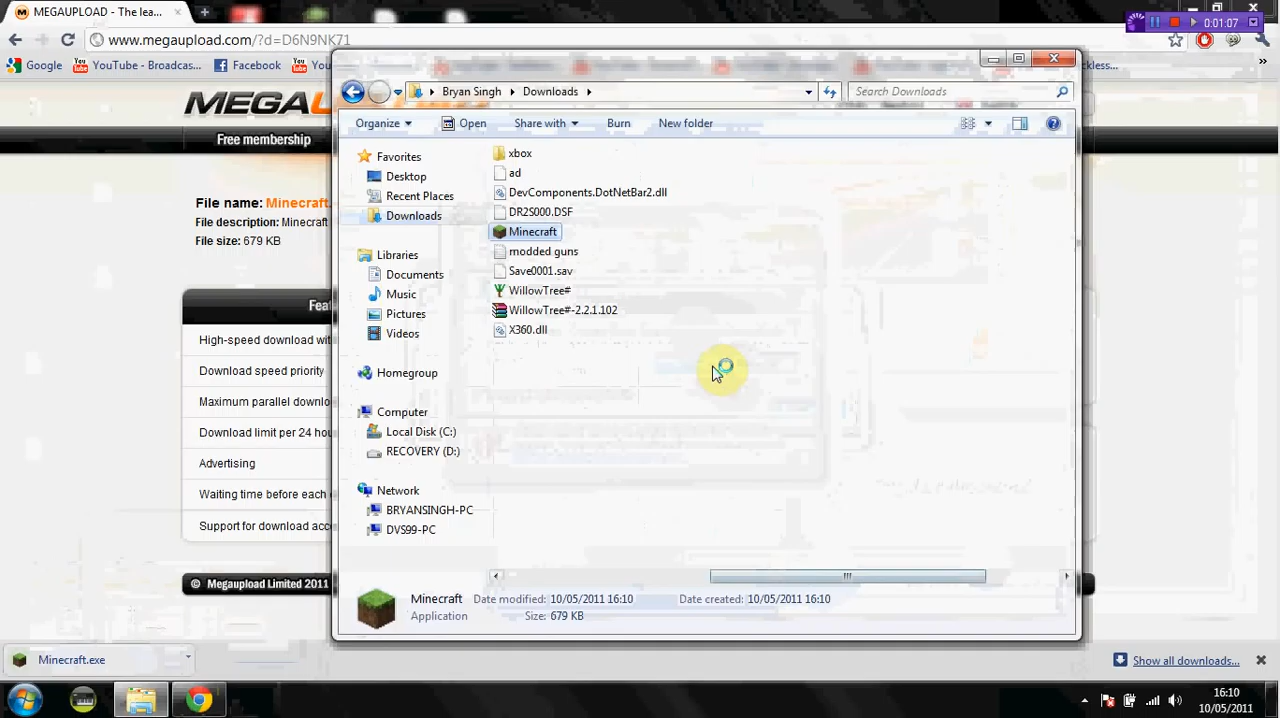 MEGAUPLOAD - The lea
0:01:07
www.megaupload.com/?d=D6N9NK71
Google
YouTube - Broadcas...
Facebook
You
ckless...
MEGAU
Free membership
File name: Minecraft.
File description: Minecraft
File size: 679 KB
High-speed download wit
Download speed priority
Maximum parallel downl
Download limit per 24 hou
Advertising
Waiting time before each
Support for download acc
© Megaupload Limited 2011
Bryan Singh
Downloads
Search Downloads
Organize
Open
Share with
Burn
New folder
Favorites
Desktop
Recent Places
Downloads
Libraries
Documents
Music
Pictures
Videos
Homegroup
Computer
Local Disk (C:)
RECOVERY (D:)
Network
BRYANSINGH-PC
DVS99-PC
xbox
ad
DevComponents.DotNetBar2.dll
DR2S000.DSF
Minecraft
modded guns
Save0001.sav
WillowTree#
WillowTree#-2.2.1.102
X360.dll
Minecraft Date modified: 10/05/2011 16:10 Date created: 10/05/2011 16:10
Application Size: 679 KB
Minecraft.exe
Show all downloads...
16:10
10/05/2011